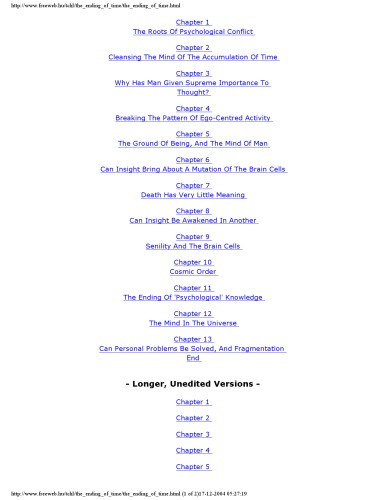 http://www.freeweb.hu/tchl/the_ending_of_time/the_ending_of_time.html
Chapter 1
The Roots Of Psychological Conflict
Chapter 2
Cleansing The Mind Of The Accumulation Of Time
Chapter 3
Why Has Man Given Supreme Importance To
Thought?
Chapter 4
Breaking The Pattern Of Ego-Centred Activity
Chapter 5
The Ground Of Being, And The Mind Of Man
Chapter 6
Can Insight Bring About A Mutation Of The Brain Cells
Chapter 7
Death Has Very Little Meaning
Chapter 8
Can Insight Be Awakened In Another
Chapter 9
Senility And The Brain Cells
Chapter 10
Cosmic Order
Chapter 11
The Ending Of 'Psychological' Knowledge
Chapter 12
The Mind In The Universe
Chapter 13
Can Personal Problems Be Solved, And Fragmentation
End
- Longer, Unedited Versions -
Chapter 1
Chapter 2
Chapter 3
Chapter 4
Chapter 5
http://www.freeweb.hu/tchl/the_ending_of_time/the_ending_of_time.html (1 of 2)17-12-2004 05:27:19